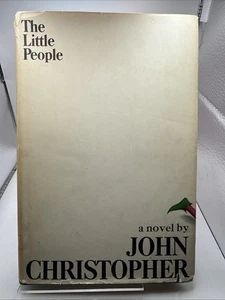 The
Little
People
a novel by
JOHN
CHRISTOPHER